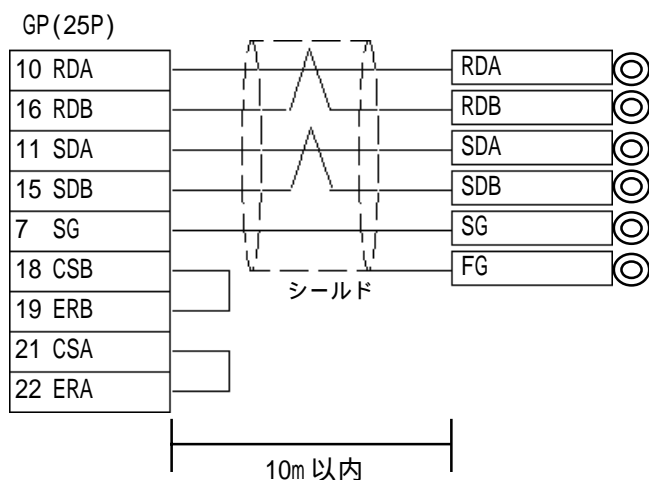 GP(25P)
10 RDA
16 RDB
11 SDA
15 SDB
7 SG
18 CSB
19 ERB
21 CSA
22 ERA
RDA
RDB
SDA
SDB
SG
FG
シールド
10m 以内